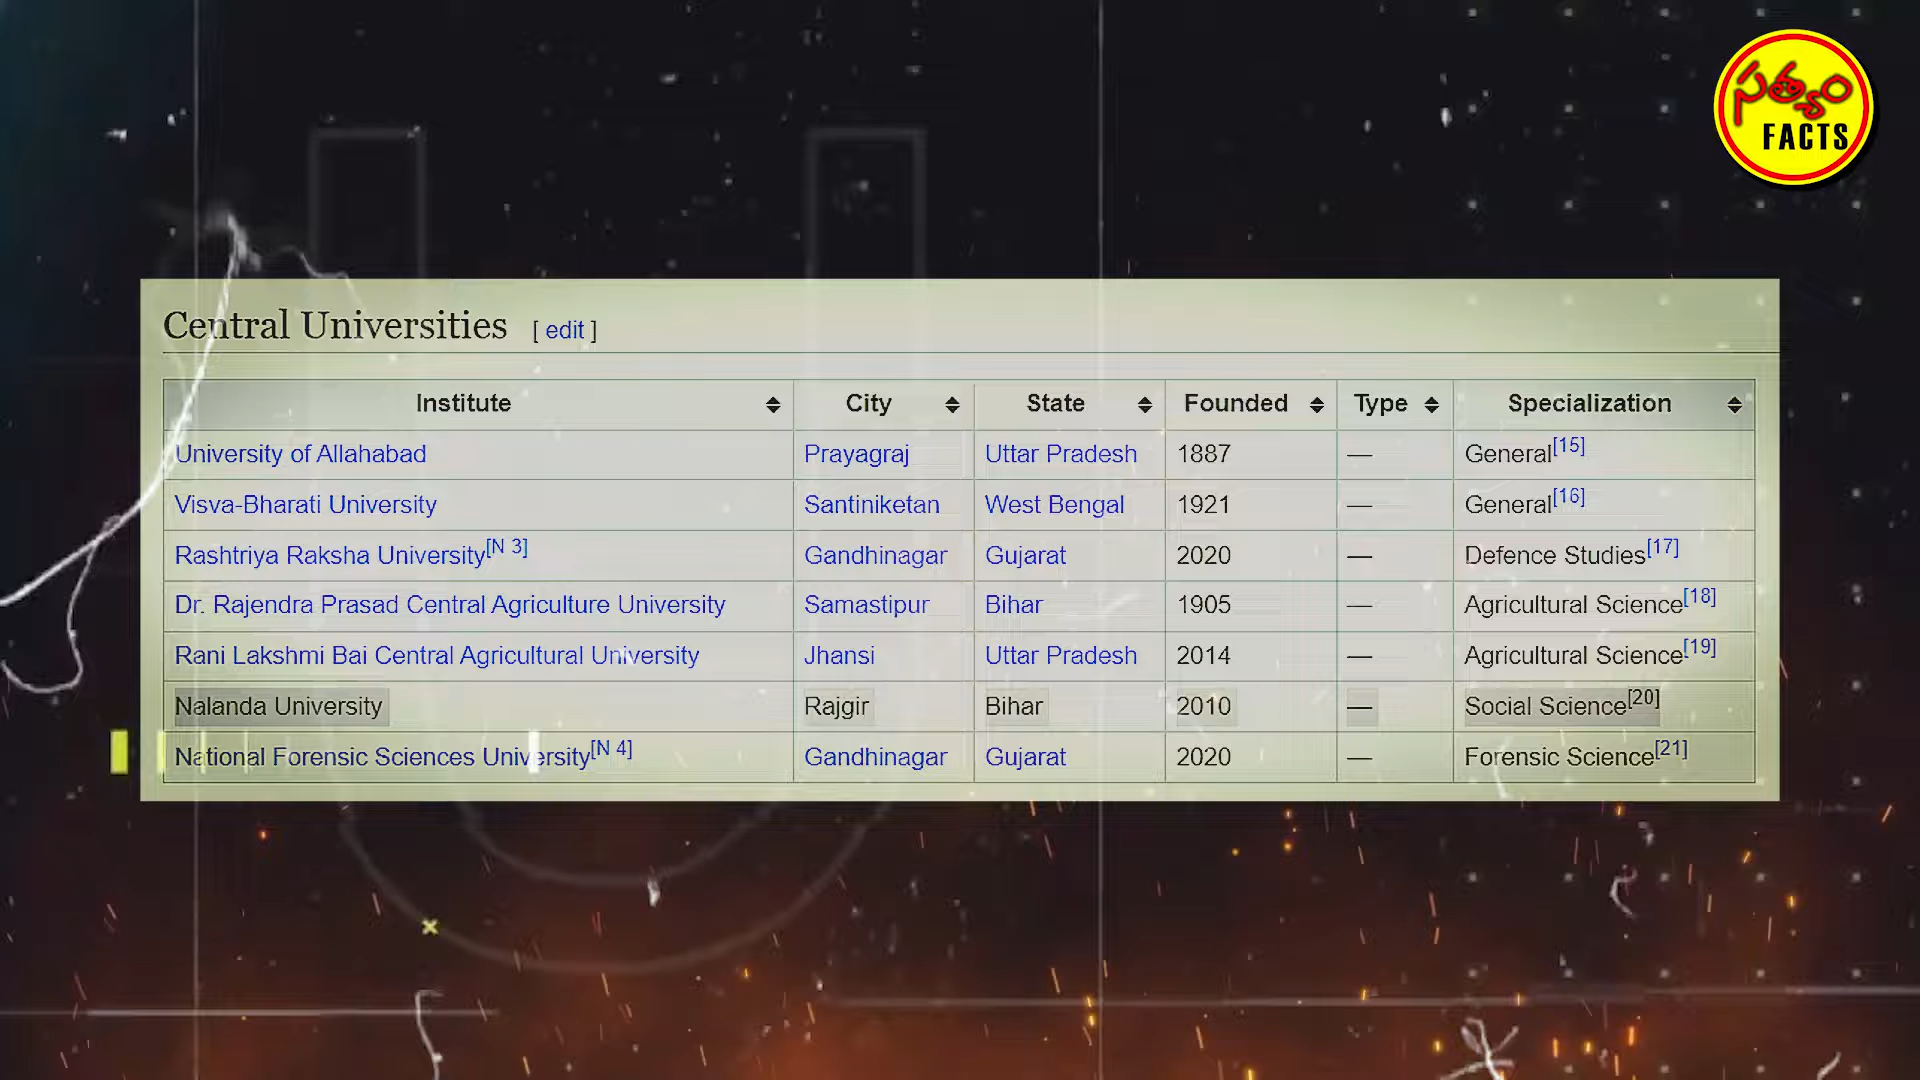 సత్యం
FACTS
Central Universities [ edit ]
Institute City State Founded Type Specialization
University of Allahabad Prayagraj Uttar Pradesh 1887 — General[15]
Visva-Bharati University Santiniketan West Bengal 1921 — General[16]
Rashtriya Raksha University[N 3] Gandhinagar Gujarat 2020 — Defence Studies[17]
Dr. Rajendra Prasad Central Agriculture University Samastipur Bihar 1905 — Agricultural Science[18]
Rani Lakshmi Bai Central Agricultural University Jhansi Uttar Pradesh 2014 — Agricultural Science[19]
Nalanda University Rajgir Bihar 2010 — Social Science[20]
National Forensic Sciences University[N 4] Gandhinagar Gujarat 2020 — Forensic Science[21]